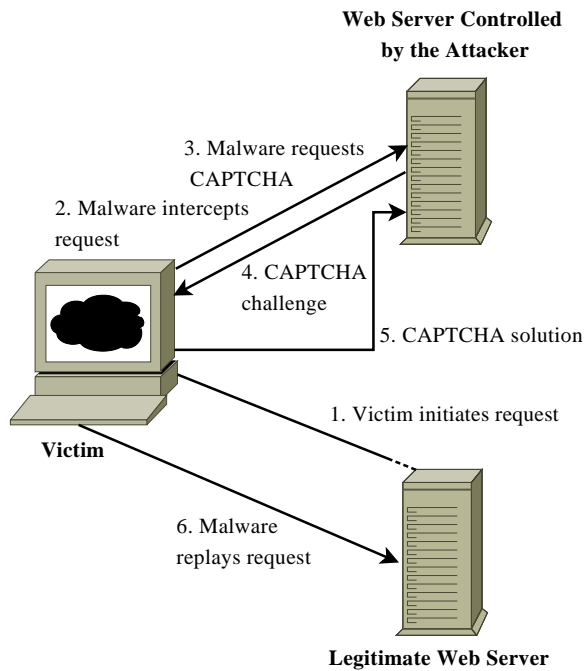 Web Server Controlled
by the Attacker
3. Malware requests
CAPTCHA
2. Malware intercepts
request
4. CAPTCHA
challenge
5. CAPTCHA solution
1. Victim initiates request
Victim
6. Malware
replays request
Legitimate Web Server